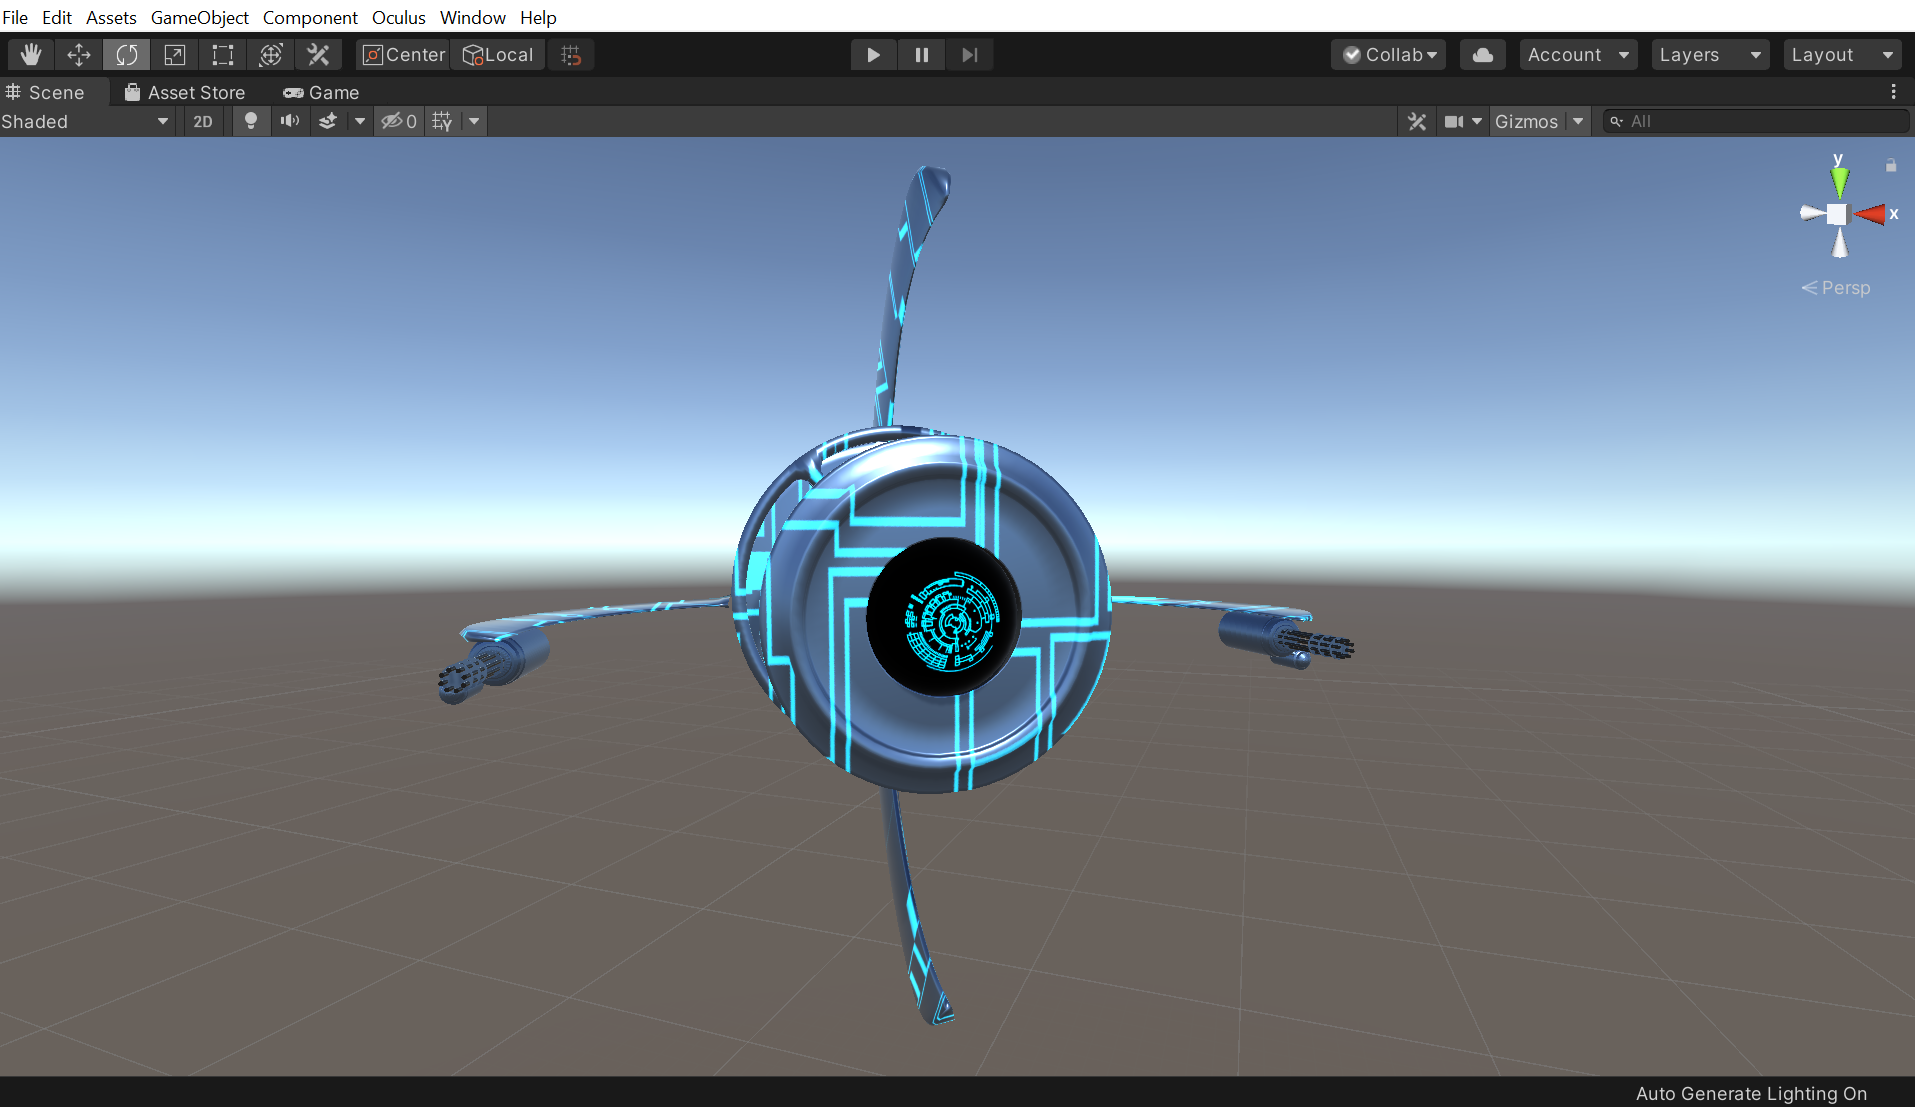 File Edit Assets GameObject Component Oculus Window Help
Center Local Collab Account Layers Layout
Scene Asset Store Game
Shaded 2D 0 Gizmos All
y
x
Persp
Auto Generate Lighting On